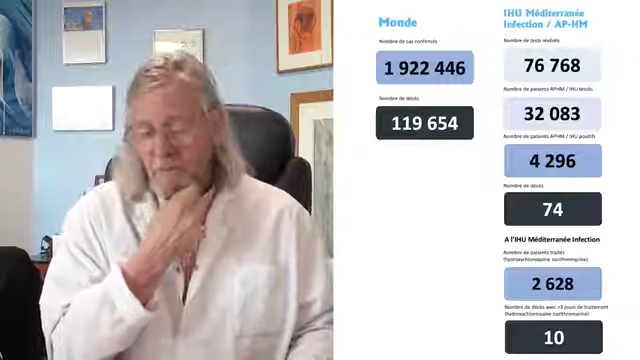 Monde
Nombre de cas confirmés
1 922 446
Nombre de décès
119 654
IHU Méditerranée
Infection / AP-HM
Nombre de tests réalisés
76 768
Nombre de patients APHM / IHU testés
32 083
Nombre de patients APHM / IHU positifs
4 296
Nombre de décès
74
A l'IHU Méditerranée Infection
Nombre de patients traités
(hydroxychloroquine azithromycine)
2 628
Nombre de décès avec >3 jours de traitement
(hydroxychloroquine azithromycine)
10